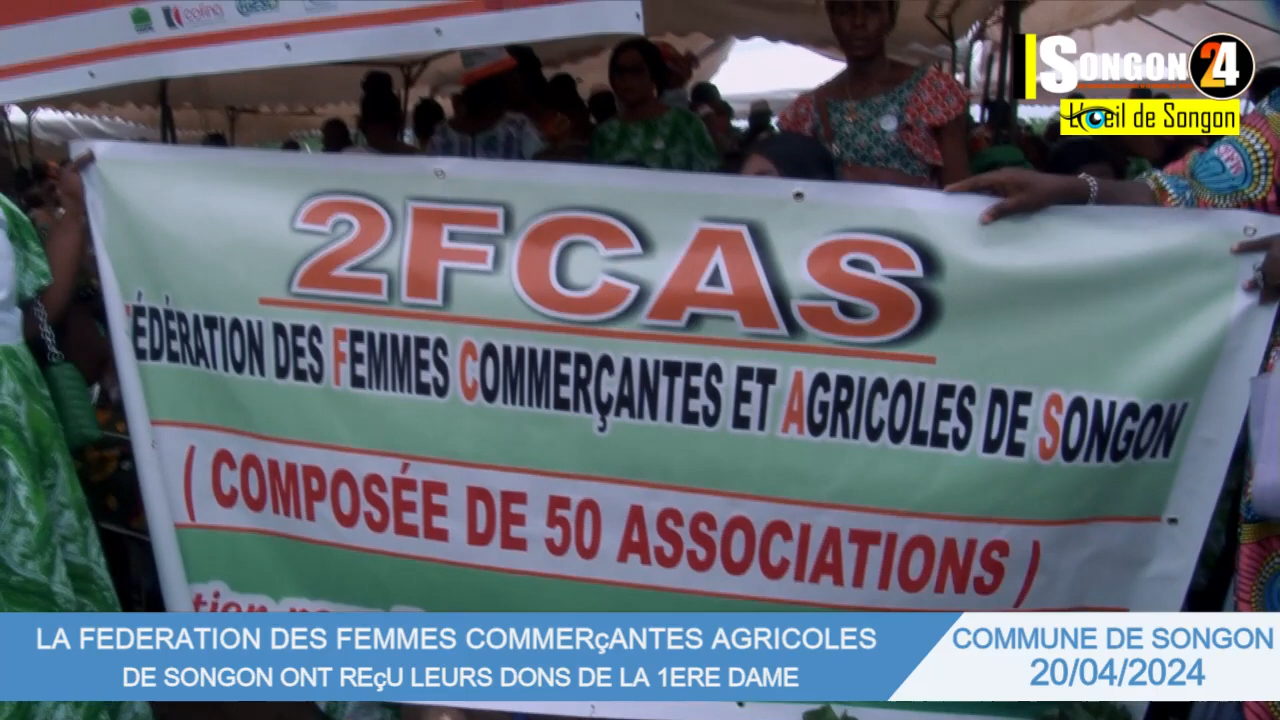 SONGON 24
L'œil de Songon
2FCAS
ÉDÈRATION DES FEMMES COMMERÇANTES ET AGRICOLES DE SONGON
( COMPOSÉE DE 50 ASSOCIATIONS )
LA FEDERATION DES FEMMES COMMERçANTES AGRICOLES
DE SONGON ONT REçU LEURS DONS DE LA 1ERE DAME
COMMUNE DE SONGON
20/04/2024